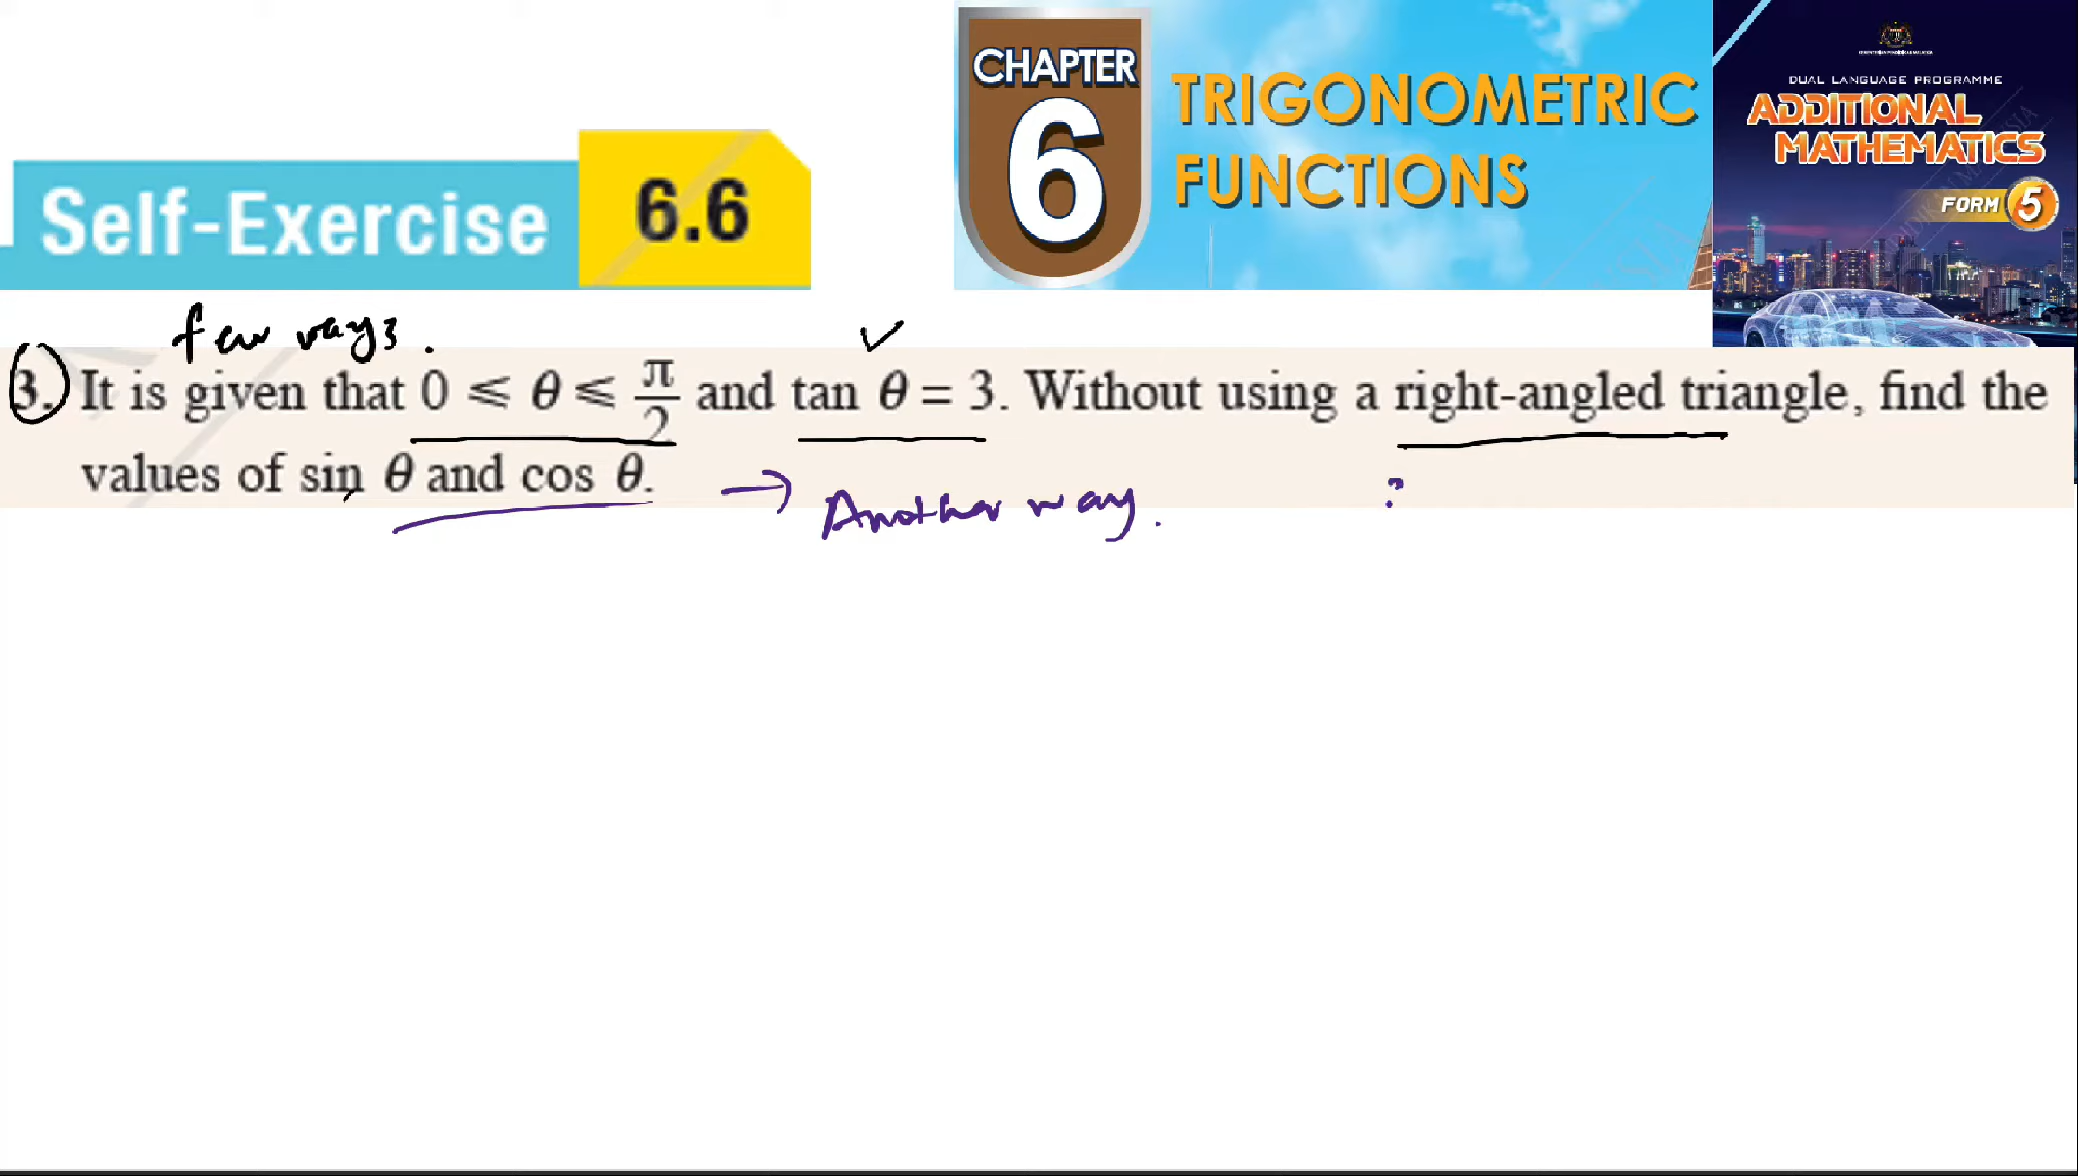 CHAPTER
6
TRIGONOMETRIC
FUNCTIONS
DUAL LANGUAGE PROGRAMME
ADDITIONAL
MATHEMATICS
FORM 5
Self-Exercise 6.6
few ways.
3. It is given that 0 ⩽ θ ⩽ π/2 and tan θ = 3. Without using a right-angled triangle, find the
values of sin θ and cos θ.
→ Another way. ?